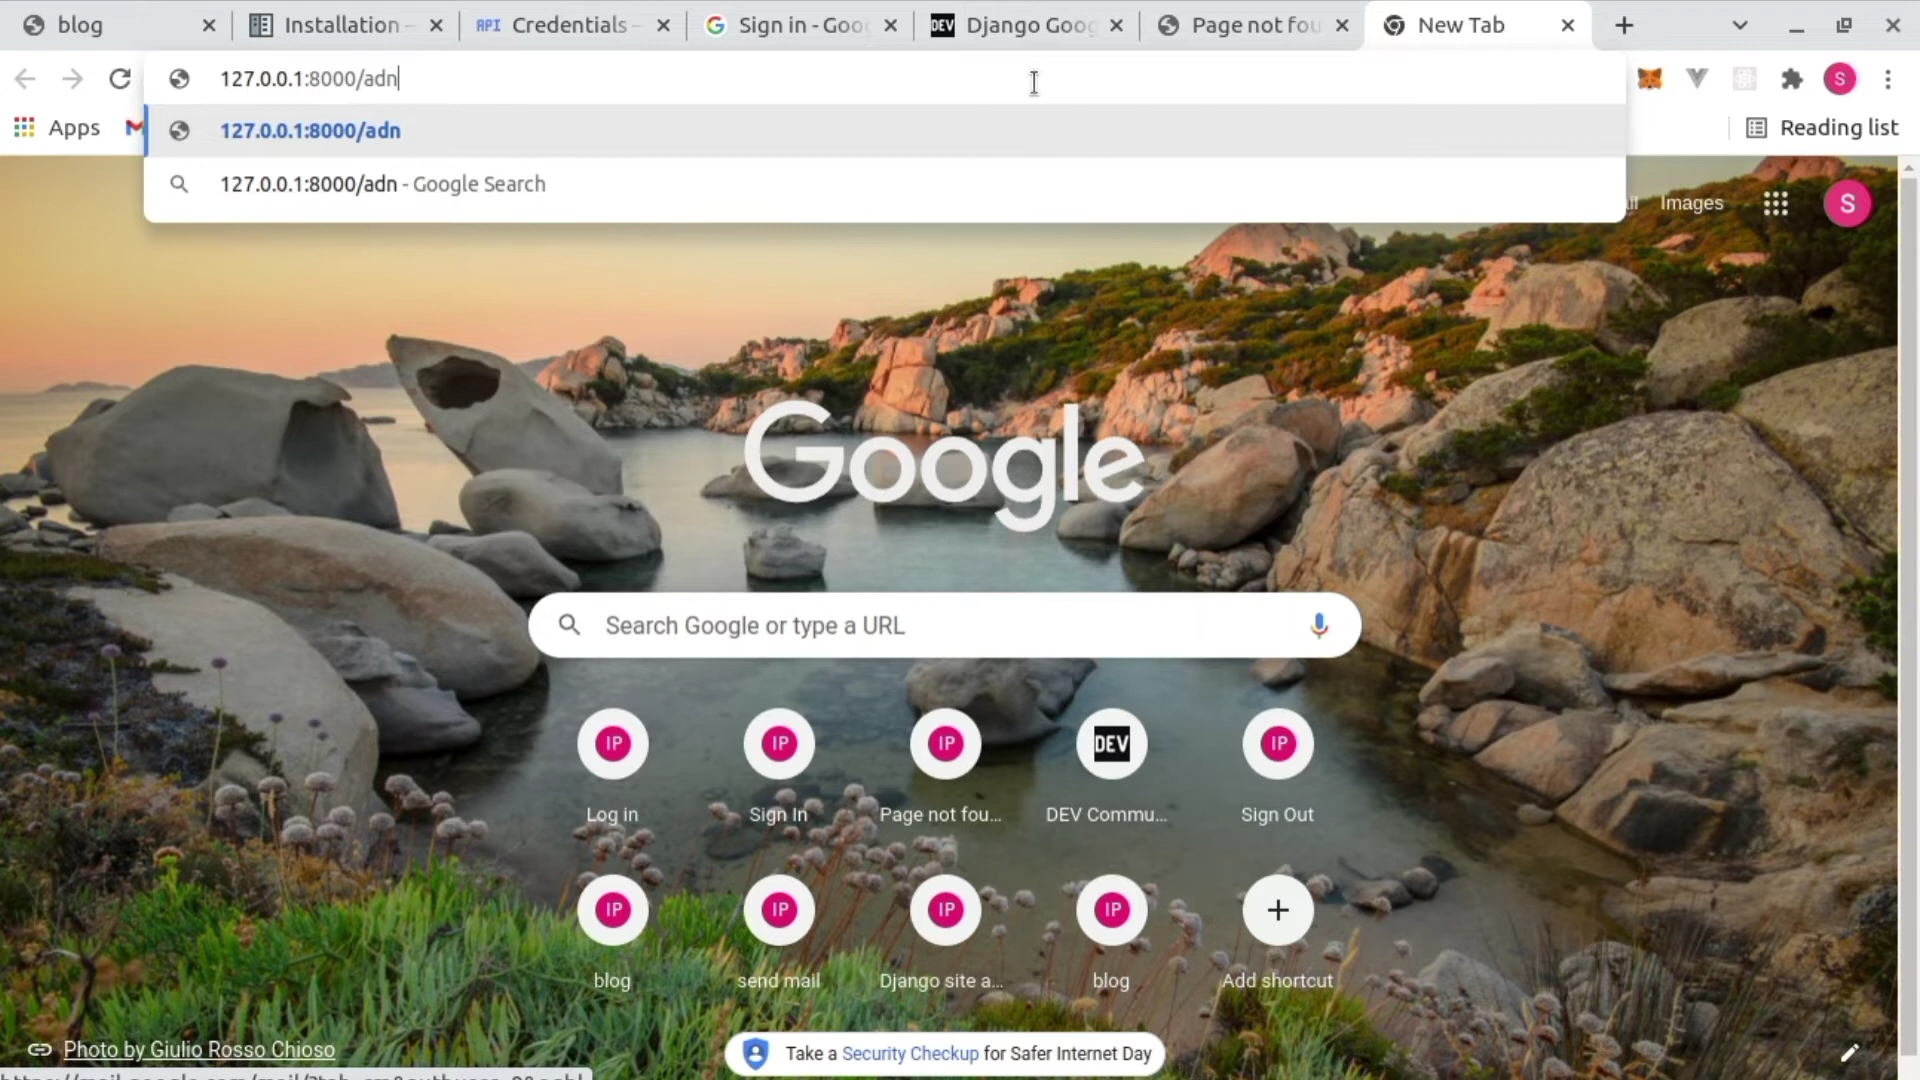 blog
Installation
API Credentials -
Sign in - Goo
DEV Django Goog
Page not fou
New Tab
127.0.0.1:8000/adn
S
Apps
127.0.0.1:8000/adn
Reading list
127.0.0.1:8000/adn - Google Search
ail Images S
Google
Search Google or type a URL
IP IP IP DEV IP
Log in Sign In Page not fou... DEV Commu... Sign Out
IP IP IP IP
blog send mail Django site a... blog Add shortcut
Photo by Giulio Rosso Chioso
Take a Security Checkup for Safer Internet Day